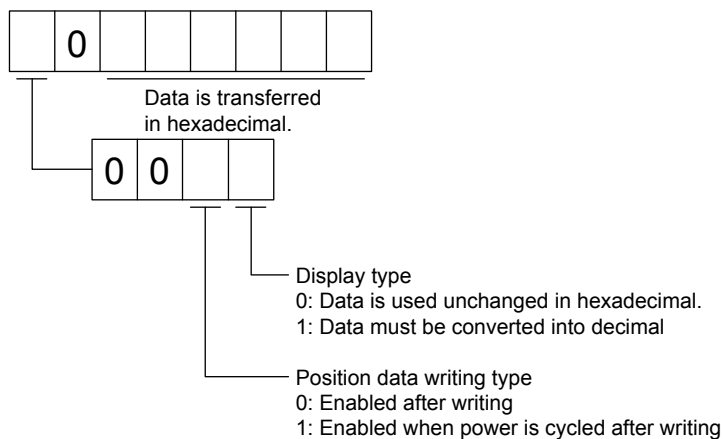 0
Data is transferred
in hexadecimal.
0 0
Display type
0: Data is used unchanged in hexadecimal.
1: Data must be converted into decimal
Position data writing type
0: Enabled after writing
1: Enabled when power is cycled after writing